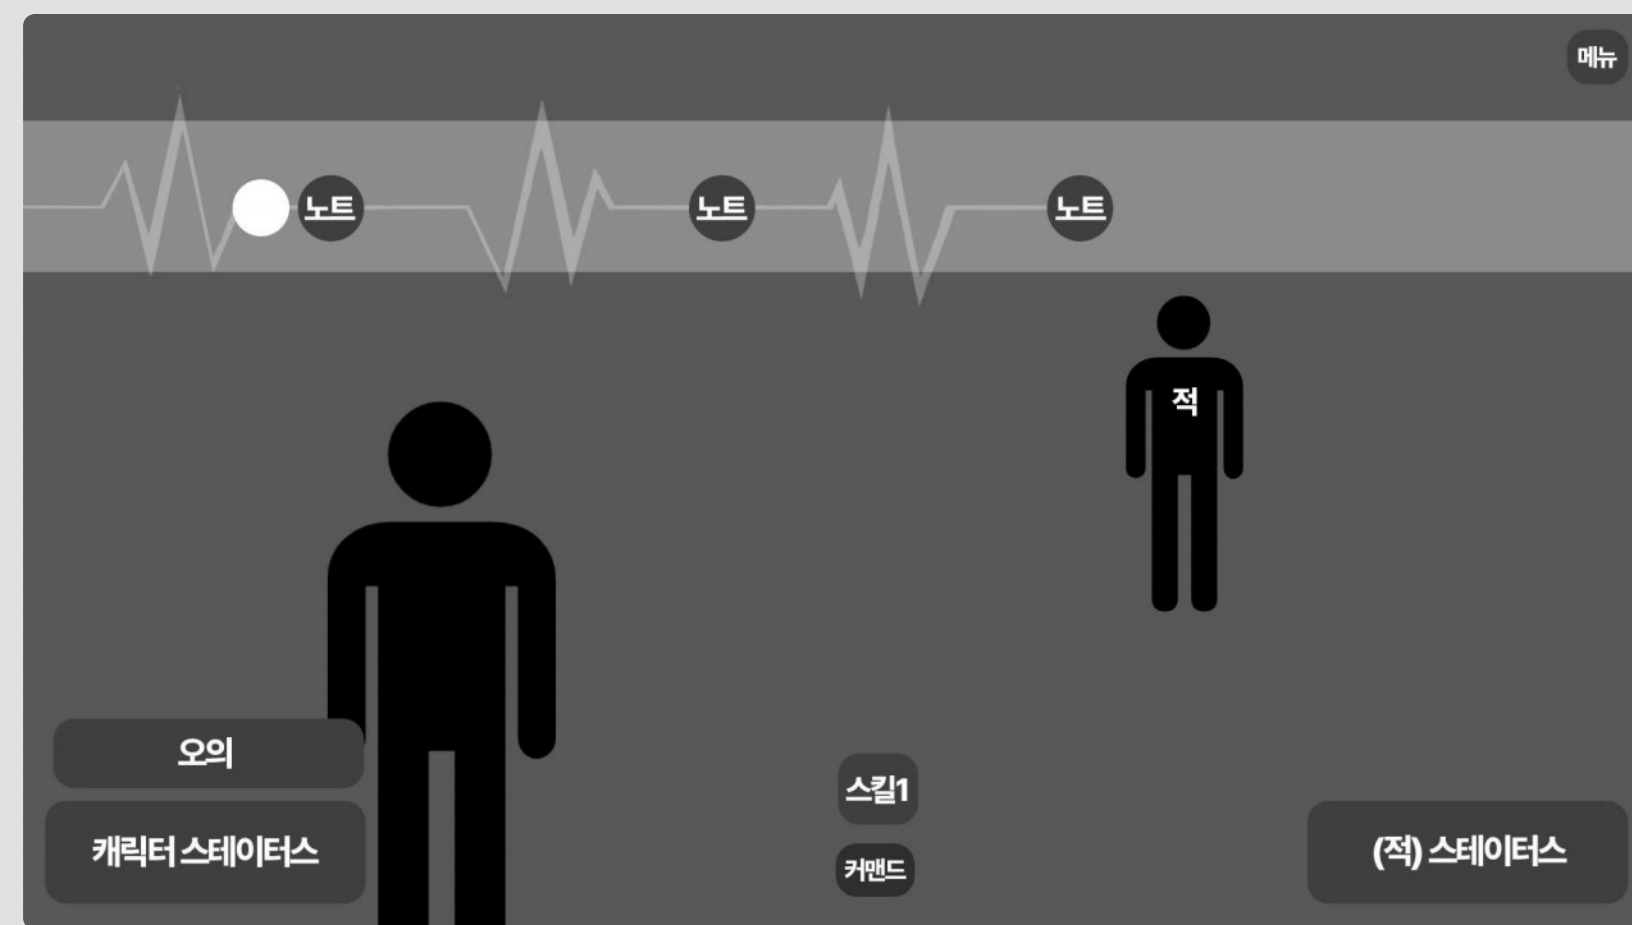 메뉴
노트
노트
노트
적
오의
캐릭터 스테이터스
스킬1
커맨드
(적) 스테이터스